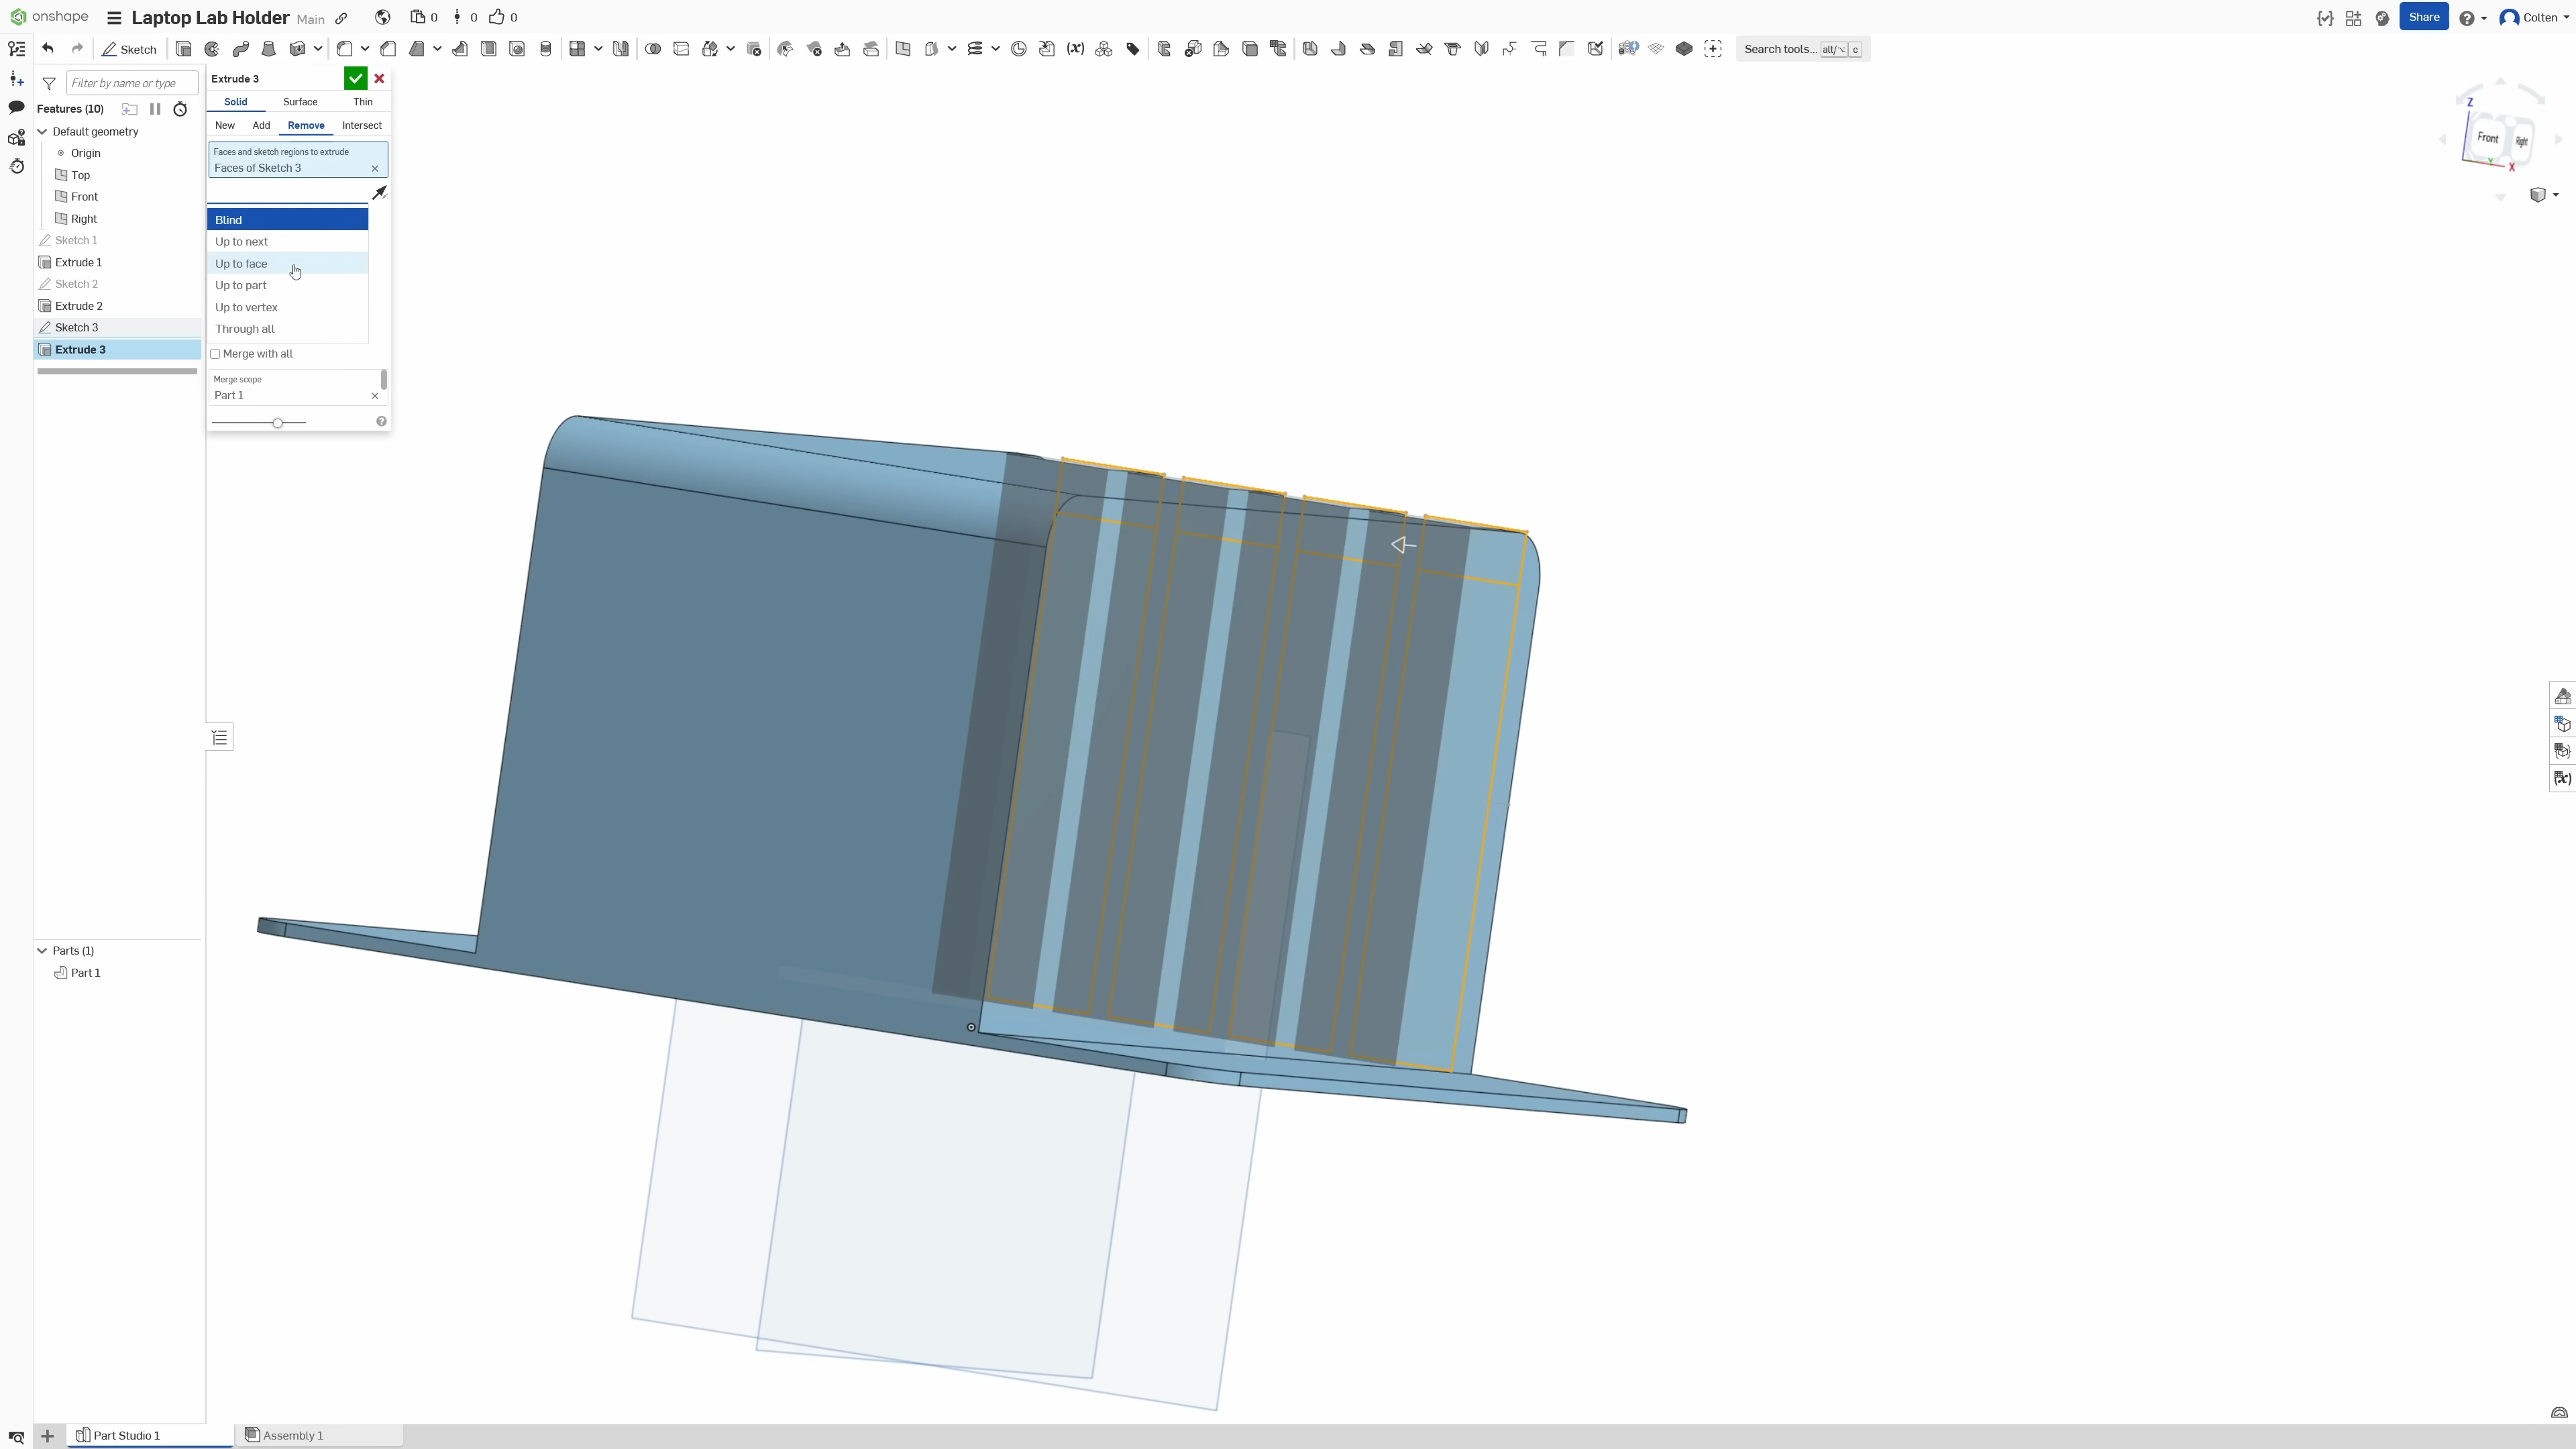 onshape
Laptop Lab Holder Main
0 0 0
Share
Colten
Sketch
Search tools... alt/⌥ c
Filter by name or type
Features (10)
Default geometry
Origin
Top
Front
Right
Sketch 1
Extrude 1
Sketch 2
Extrude 2
Sketch 3
Extrude 3
Extrude 3
Solid Surface Thin
New Add Remove Intersect
Faces and sketch regions to extrude
Faces of Sketch 3
Blind
Up to next
Up to face
Up to part
Up to vertex
Through all
Merge with all
Merge scope
Part 1
Z
Front
Right
Y
X
Parts (1)
Part 1
Part Studio 1
Assembly 1